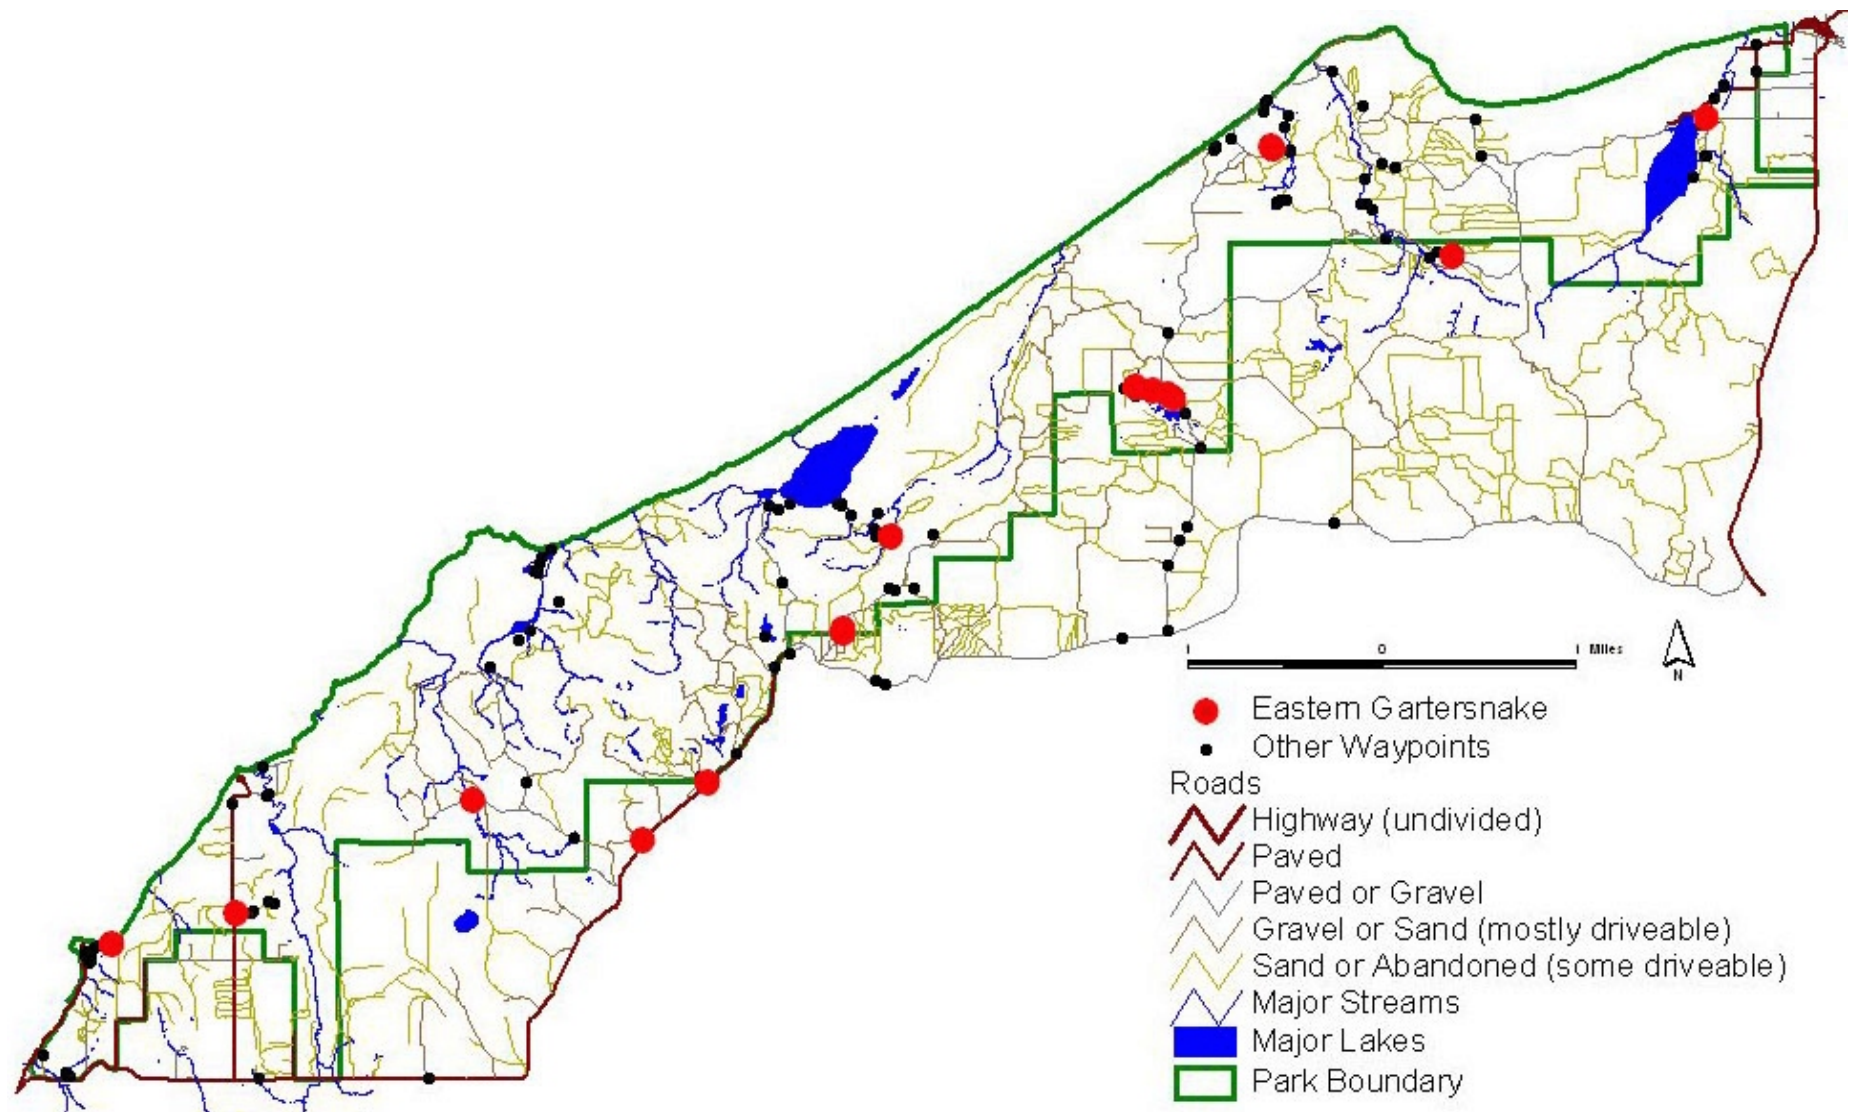 1 0 1 Miles
N
Eastern Gartersnake
Other Waypoints
Roads
Highway (undivided)
Paved
Paved or Gravel
Gravel or Sand (mostly driveable)
Sand or Abandoned (some driveable)
Major Streams
Major Lakes
Park Boundary